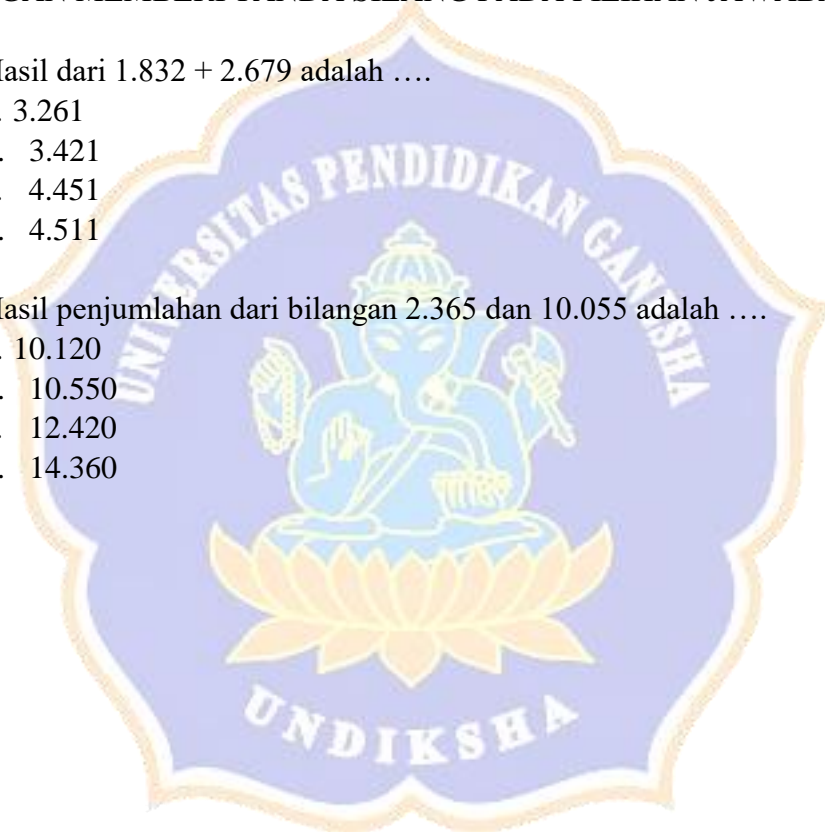 Hasil dari 1.832 + 2.679 adalah ….
. 3.261
. 3.421
. 4.451
. 4.511
Hasil penjumlahan dari bilangan 2.365 dan 10.055 adalah ….
. 10.120
. 10.550
. 12.420
. 14.360
UNIVERSITAS PENDIDIKAN GANESHA
UNDIKSHA